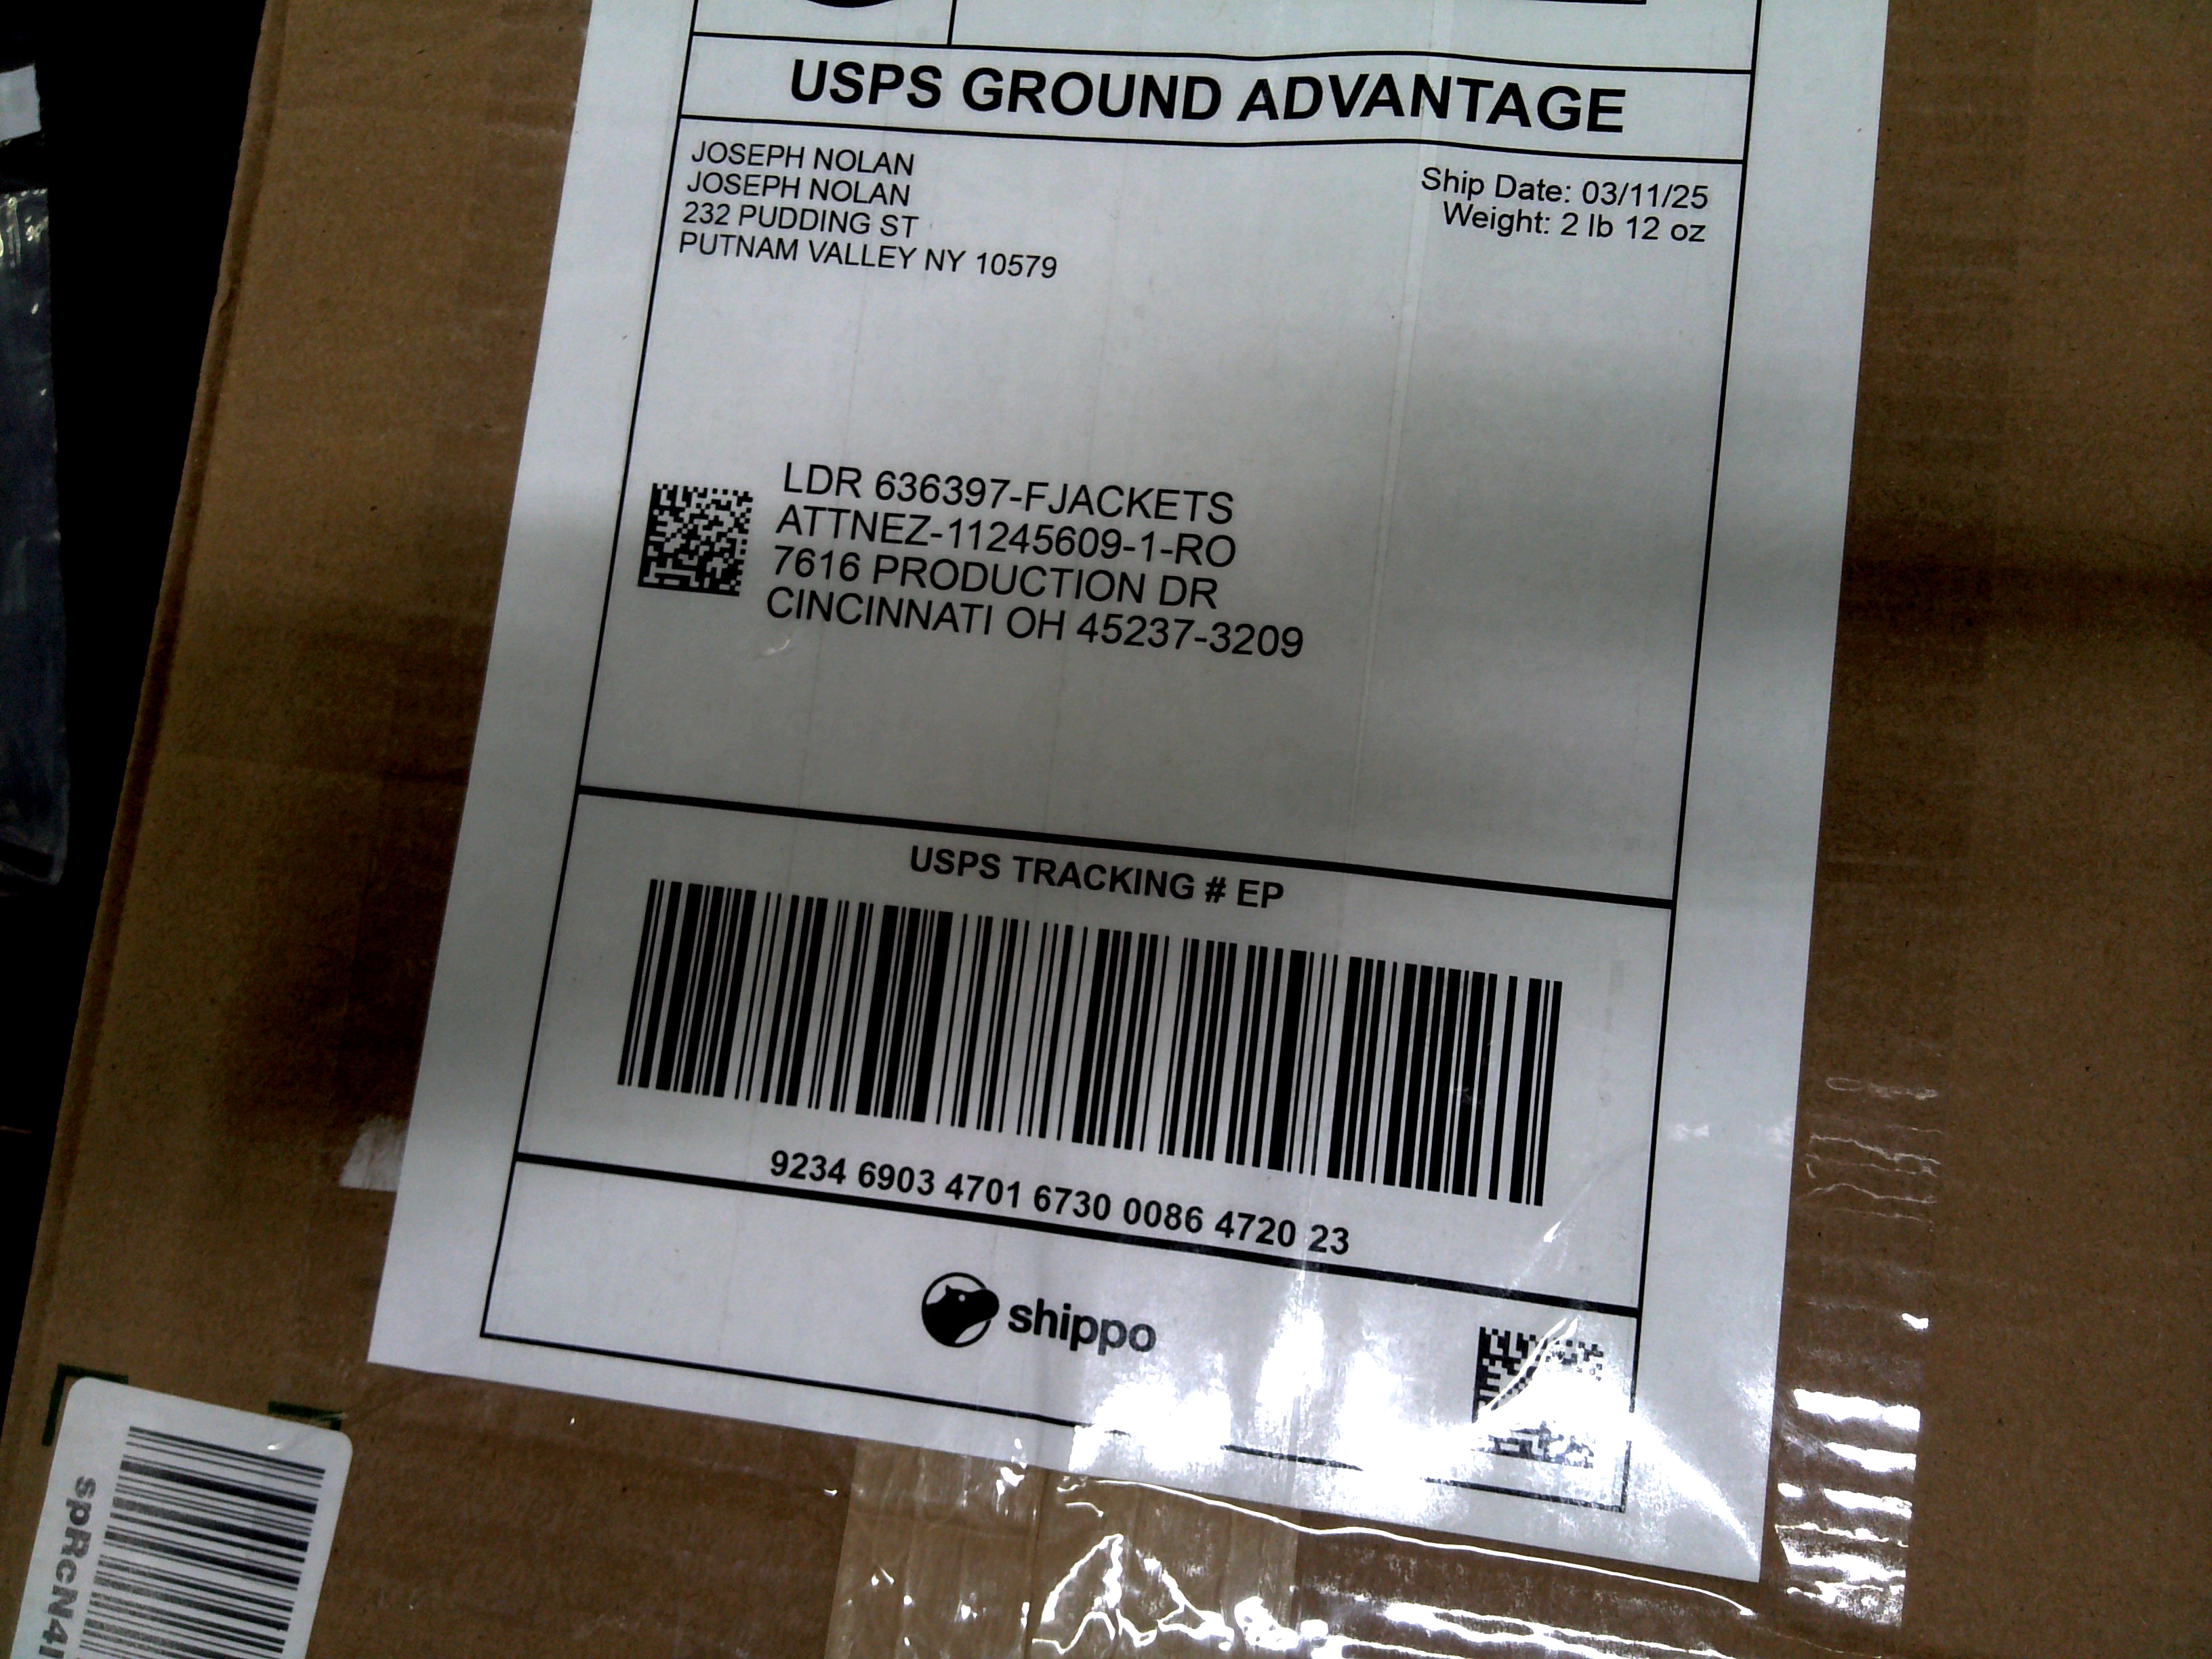 USPS GROUND ADVANTAGE
JOSEPH NOLAN
JOSEPH NOLAN
232 PUDDING ST
PUTNAM VALLEY NY 10579
Ship Date: 03/11/25
Weight: 2 lb 12 oz
LDR 636397-FJACKETS
ATTNEZ-11245609-1-RO
7616 PRODUCTION DR
CINCINNATI OH 45237-3209
USPS TRACKING # EP
9234 6903 4701 6730 0086 4720 23
shippo